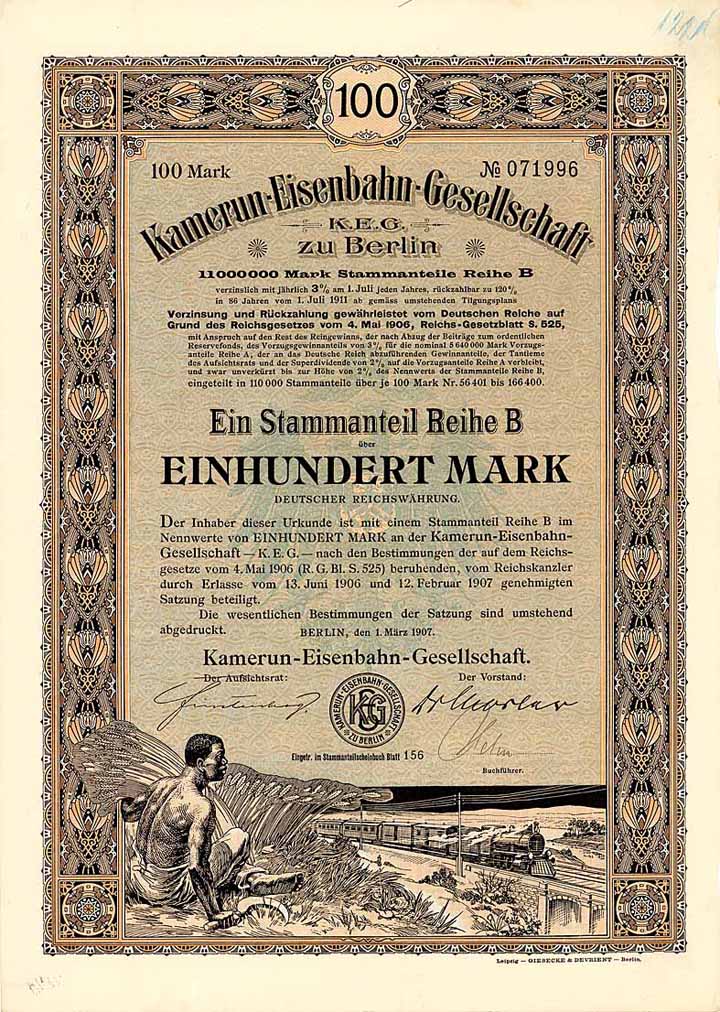 100
100 Mark
№ 071996
Kamerun-Eisenbahn-Gesellschaft
K.E.G.
zu Berlin
11000000 Mark Stammanteile Reihe B
verzinslich mit jährlich 3% am 1. Juli jeden Jahres, rückzahlbar zu 120%
in 86 Jahren vom 1. Juli 1911 ab gemäss umstehenden Tilgungsplans
Verzinsung und Rückzahlung gewährleistet vom Deutschen Reiche auf
Grund des Reichsgesetzes vom 4. Mai 1906, Reichs-Gesetzblatt S. 525,
mit Anspruch auf den Rest des Reingewinns, der nach Abzug der Beiträge zum ordentlichen
Reservefonds, des Vorzugsgewinnanteils von 3% für die nominal 5 640 000 Mark Vorzugs-
anteile Reihe A, der an das Deutsche Reich abzuführenden Gewinnanteile, der Tantieme
des Aufsichtsrats und der Superdividende von 2% auf die Vorzugsanteile Reihe A verbleibt,
und zwar unverkürzt bis zur Höhe von 2% des Nennwerts der Stammanteile Reihe B,
eingeteilt in 110 000 Stammanteile über je 100 Mark Nr. 56 401 bis 166 400.
Ein Stammanteil Reihe B
über
EINHUNDERT MARK
DEUTSCHER REICHSWÄHRUNG.
Der Inhaber dieser Urkunde ist mit einem Stammanteil Reihe B im
Nennwerte von EINHUNDERT MARK an der Kamerun-Eisenbahn-
Gesellschaft — K. E. G. — nach den Bestimmungen der auf dem Reichs-
gesetze vom 4. Mai 1906 (R. G. Bl. S. 525) beruhenden, vom Reichskanzler
durch Erlasse vom 13. Juni 1906 und 12. Februar 1907 genehmigten
Satzung beteiligt.
Die wesentlichen Bestimmungen der Satzung sind umstehend
abgedruckt.
BERLIN, den 1. März 1907.
Kamerun-Eisenbahn-Gesellschaft.
Der Aufsichtsrat:
Der Vorstand:
KAMERUN-EISENBAHN-GESELLSCHAFT
KEG
ZU BERLIN
Eingetr. im Stammanteilscheinbuch Blatt 156
Buchführer.
Leipzig — GIESECKE & DEVRIENT — Berlin.